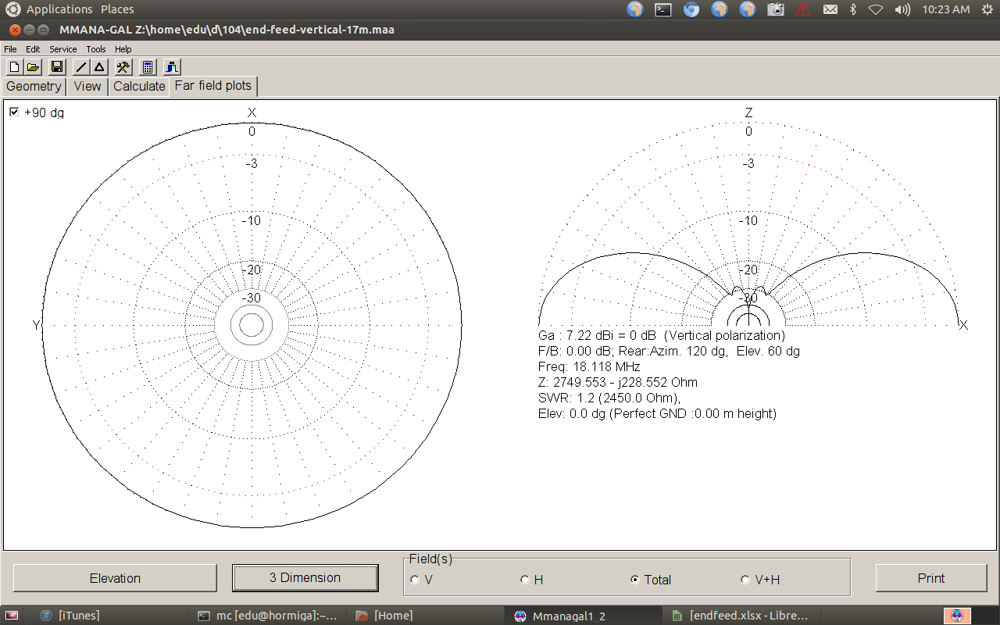 Applications Places 10:23 AM
MMANA-GAL Z:\home\edu\d\104\end-feed-vertical-17m.maa
File Edit Service Tools Help
Geometry View Calculate Far field plots
+90 dg
X
0
-3
-10
-20
-30
Y
Z
0
-3
-10
-20
-30
X
Ga : 7.22 dBi = 0 dB (Vertical polarization)
F/B: 0.00 dB; Rear:Azim. 120 dg, Elev. 60 dg
Freq: 18.118 MHz
Z: 2749.553 - j228.552 Ohm
SWR: 1.2 (2450.0 Ohm),
Elev: 0.0 dg (Perfect GND :0.00 m height)
Elevation
3 Dimension
Field(s)
V H Total V+H
Print
[iTunes] mc [edu@hormiga]:~... [Home] Mmanagal1_2 [endfeed.xlsx - Libre...